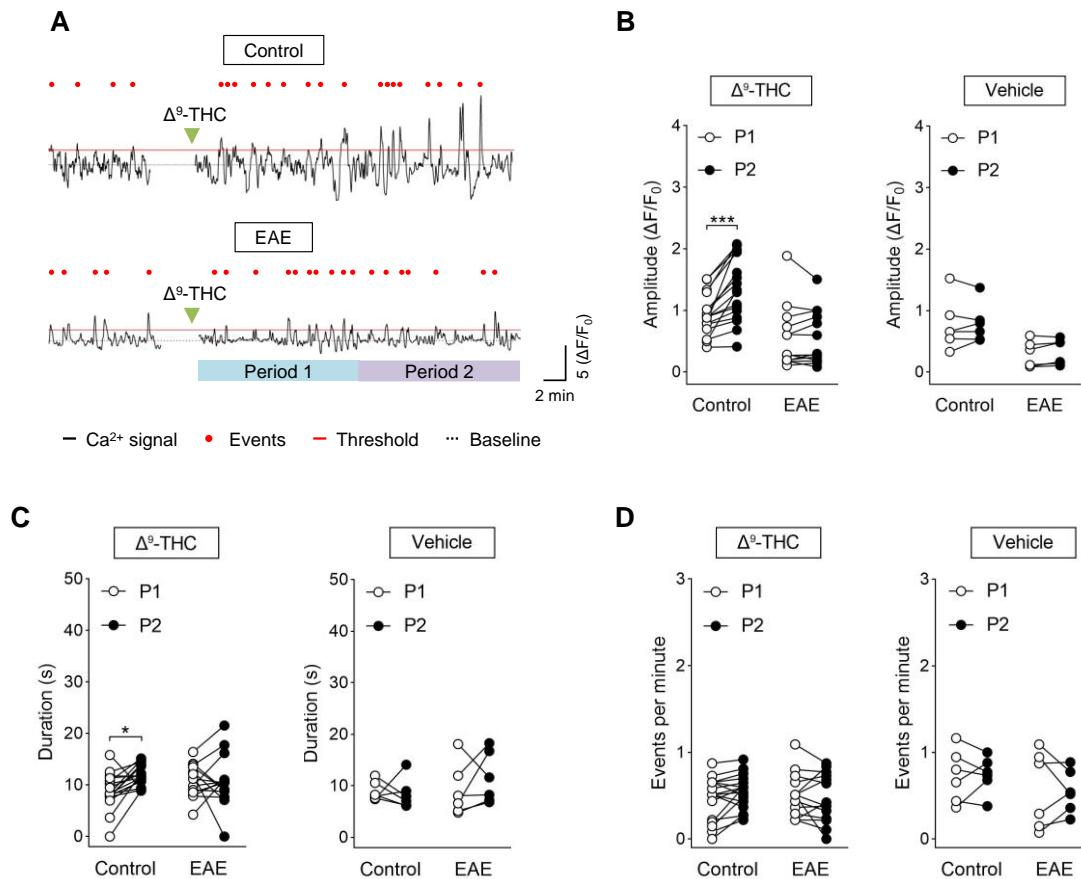 A
Control
Δ⁹-THC
EAE
Δ⁹-THC
Period 1
Period 2
5 (ΔF/F₀)
2 min
Ca²⁺ signal
Events
Threshold
Baseline
B
Δ⁹-THC
Vehicle
4
3
2
1
0
Amplitude (ΔF/F₀)
P1
P2
***
Control
EAE
4
3
2
1
0
Amplitude (ΔF/F₀)
P1
P2
Control
EAE
C
Δ⁹-THC
Vehicle
50
40
30
20
10
0
Duration (s)
P1
P2
*
Control
EAE
50
40
30
20
10
0
Duration (s)
P1
P2
Control
EAE
D
Δ⁹-THC
Vehicle
3
2
1
0
Events per minute
P1
P2
Control
EAE
3
2
1
0
Events per minute
P1
P2
Control
EAE